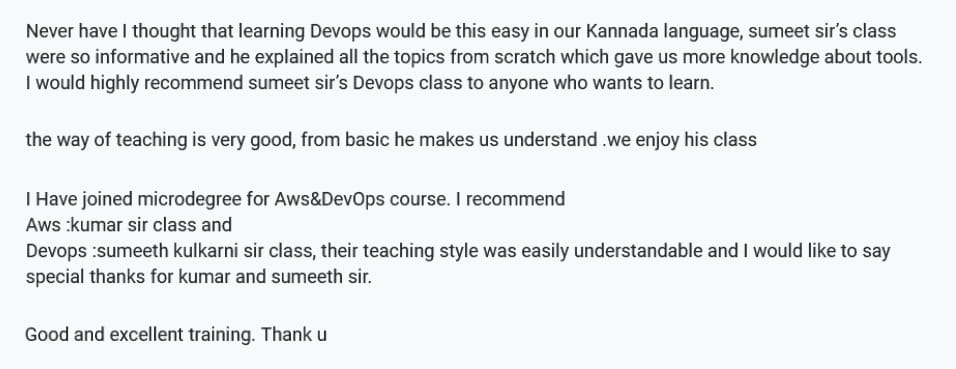 Never have I thought that learning Devops would be this easy in our Kannada language, sumeet sir's class
were so informative and he explained all the topics from scratch which gave us more knowledge about tools.
I would highly recommend sumeet sir's Devops class to anyone who wants to learn.
the way of teaching is very good, from basic he makes us understand .we enjoy his class
I Have joined microdegree for Aws&DevOps course. I recommend
Aws :kumar sir class and
Devops :sumeeth kulkarni sir class, their teaching style was easily understandable and I would like to say
special thanks for kumar and sumeeth sir.
Good and excellent training. Thank u